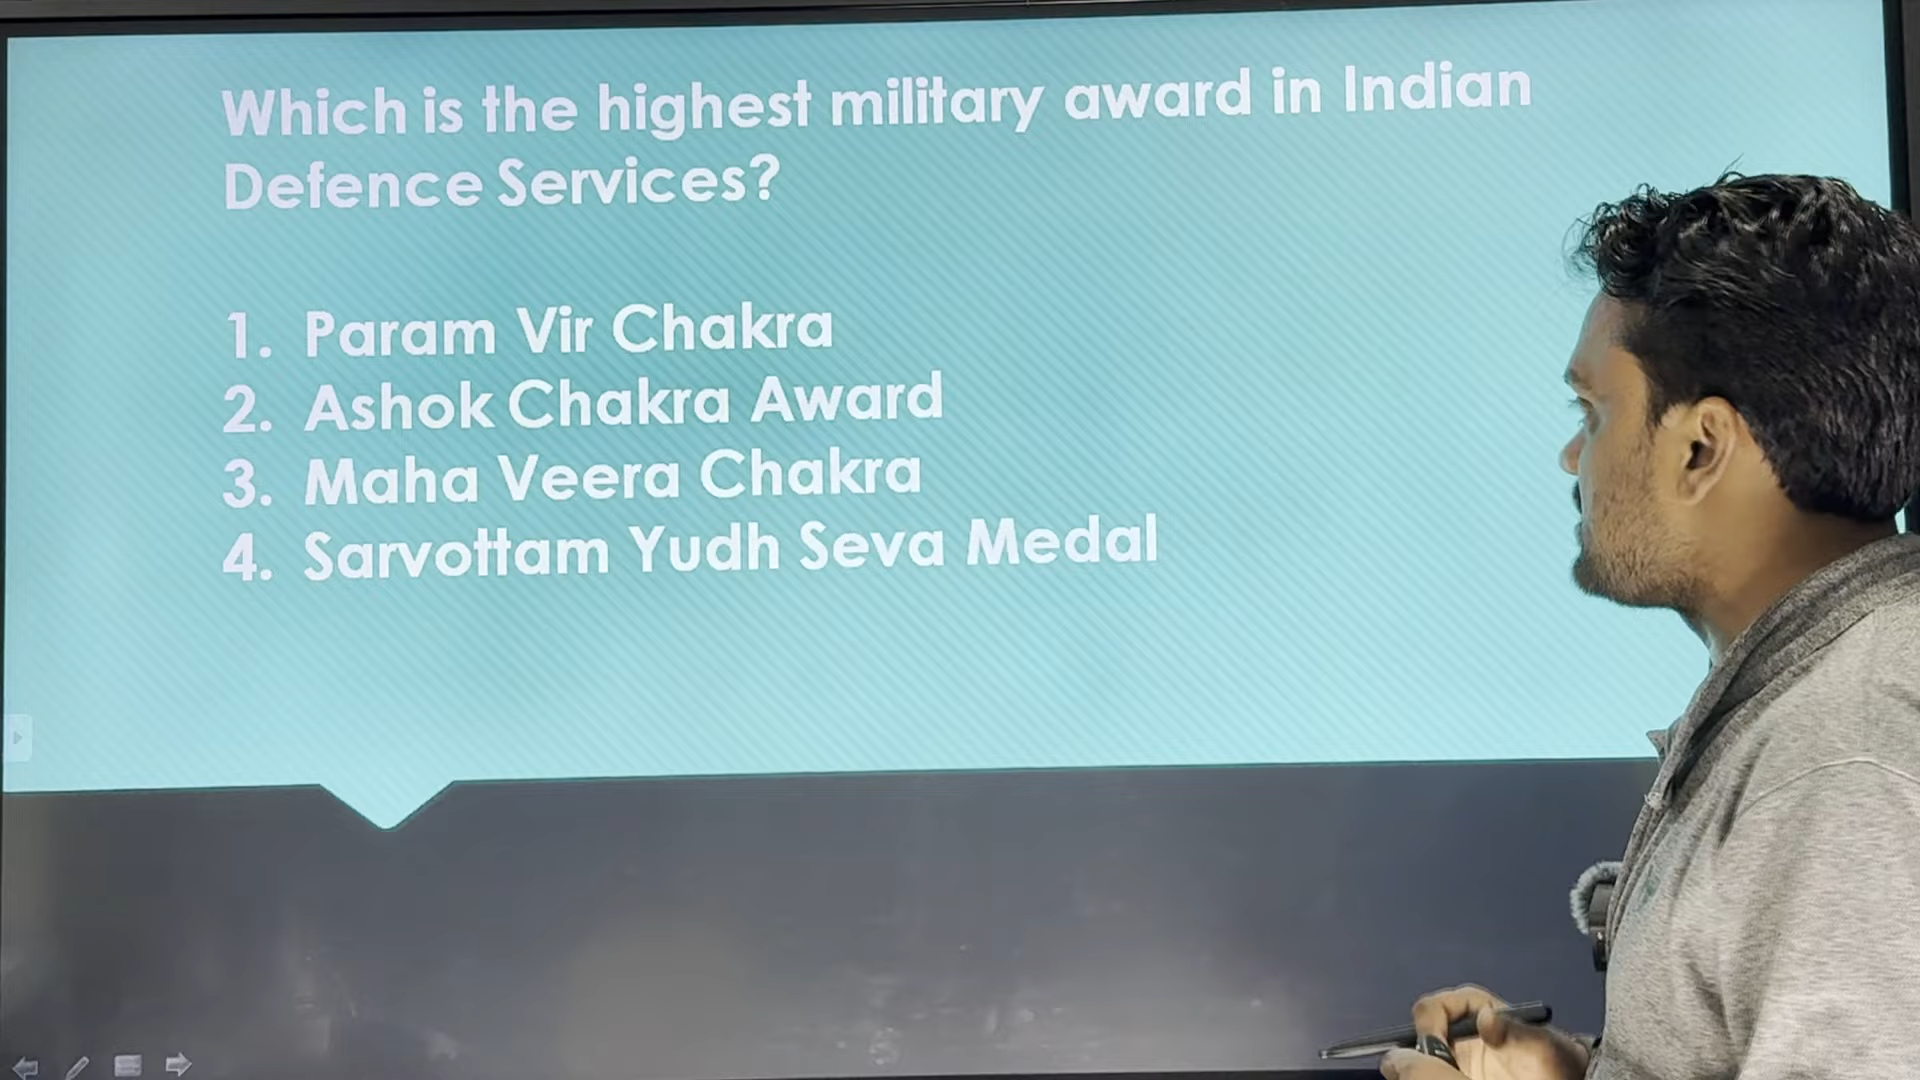 Which is the highest military award in Indian
Defence Services?
1. Param Vir Chakra
2. Ashok Chakra Award
3. Maha Veera Chakra
4. Sarvottam Yudh Seva Medal